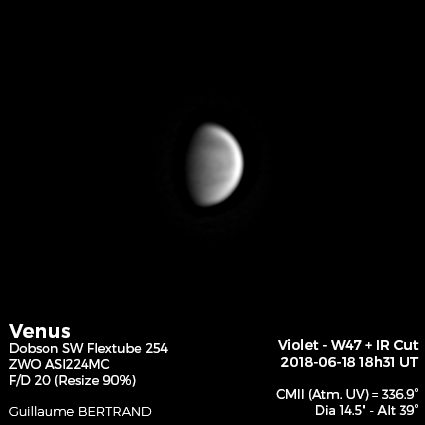 Venus
Dobson SW Flextube 254
ZWO ASI224MC
F/D 20 (Resize 90%)
Guillaume BERTRAND
Violet - W47 + IR Cut
2018-06-18 18h31 UT
CMII (Atm. UV) = 336.9°
Dia 14.5" - Alt 39°